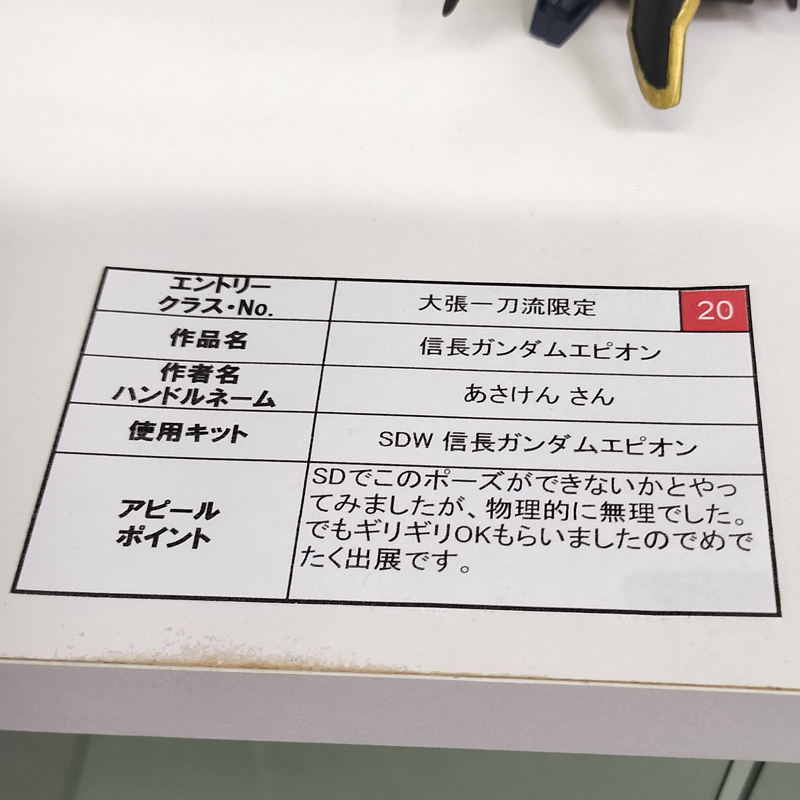 エントリー
クラス・No.
大張一刀流限定
20
作品名
信長ガンダムエピオン
作者名
ハンドルネーム
あさけん さん
使用キット
SDW 信長ガンダムエピオン
アピール
ポイント
SDでこのポーズができないかとやっ
てみましたが、物理的に無理でした。
でもギリギリOKもらいましたのでめで
たく出展です。